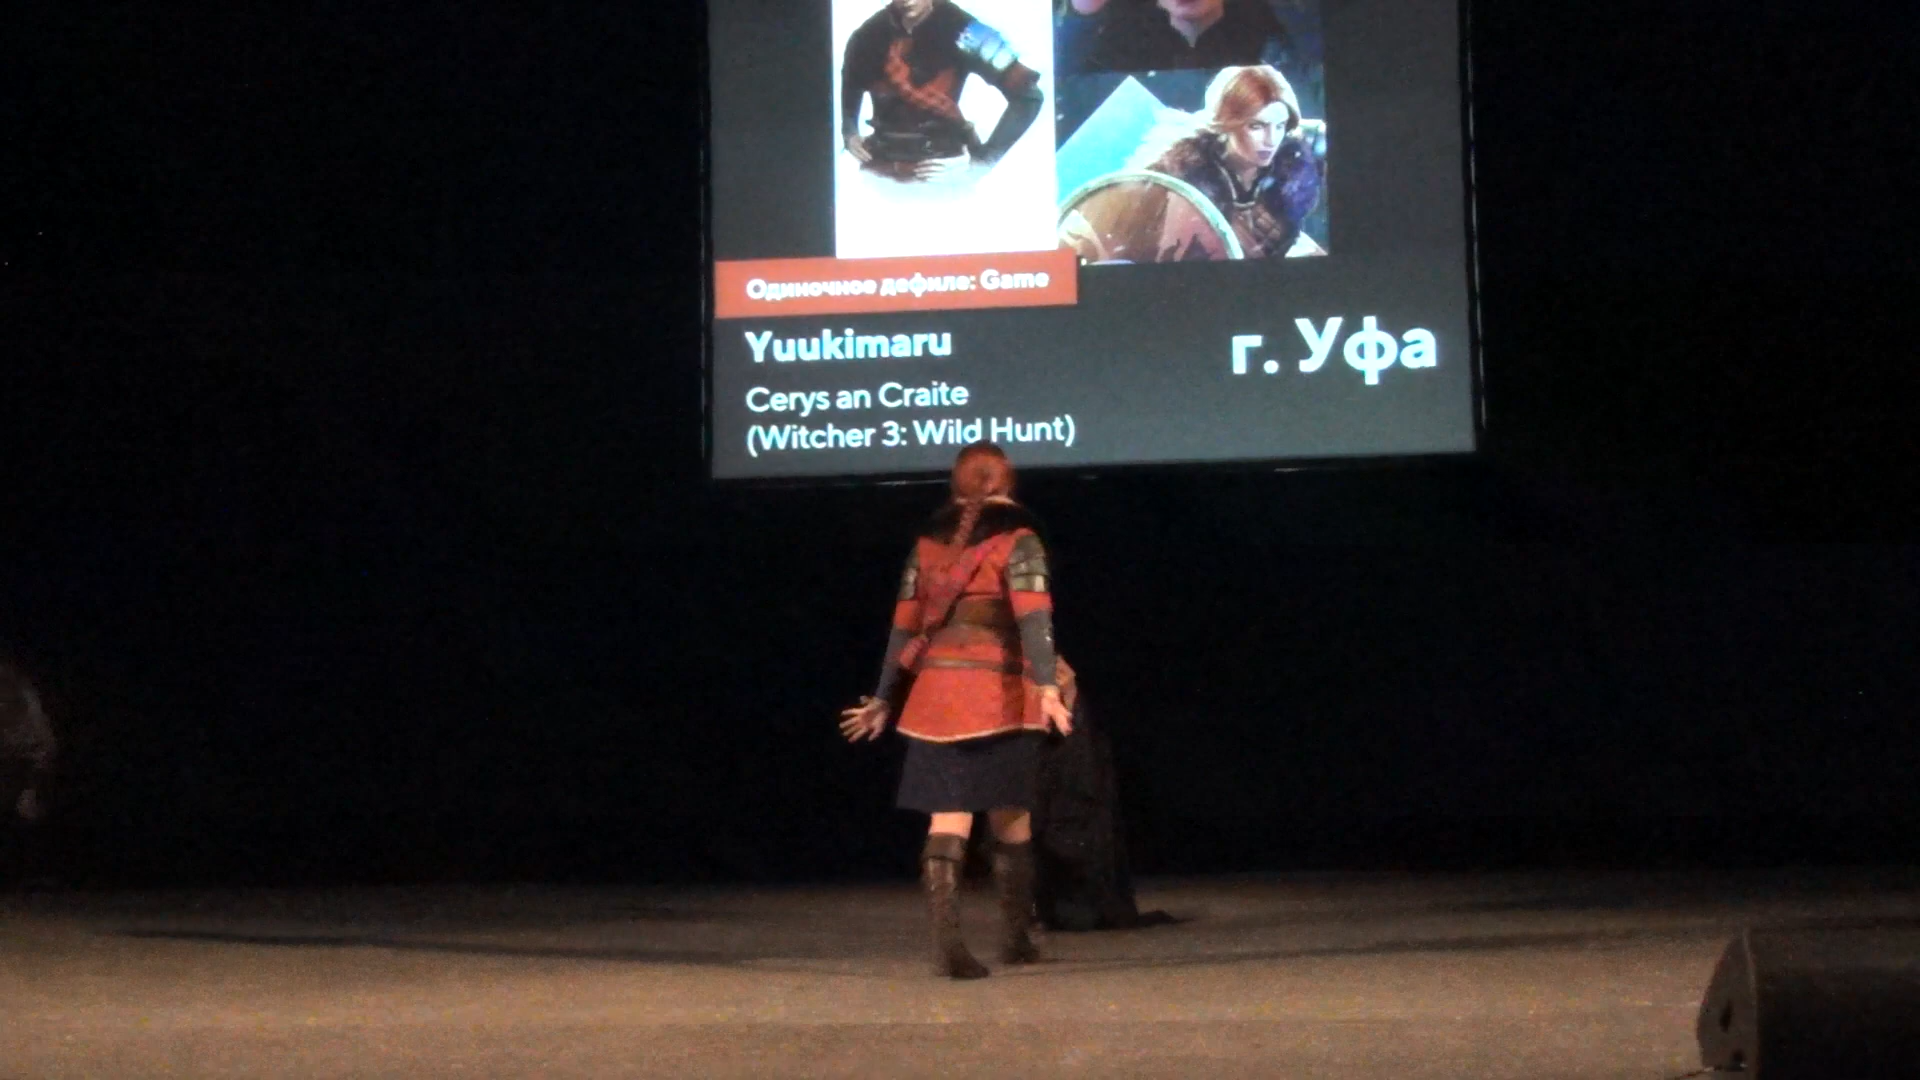 Одиночное дефиле: Game
Yuukimaru
г. Уфа
Cerys an Craite
(Witcher 3: Wild Hunt)